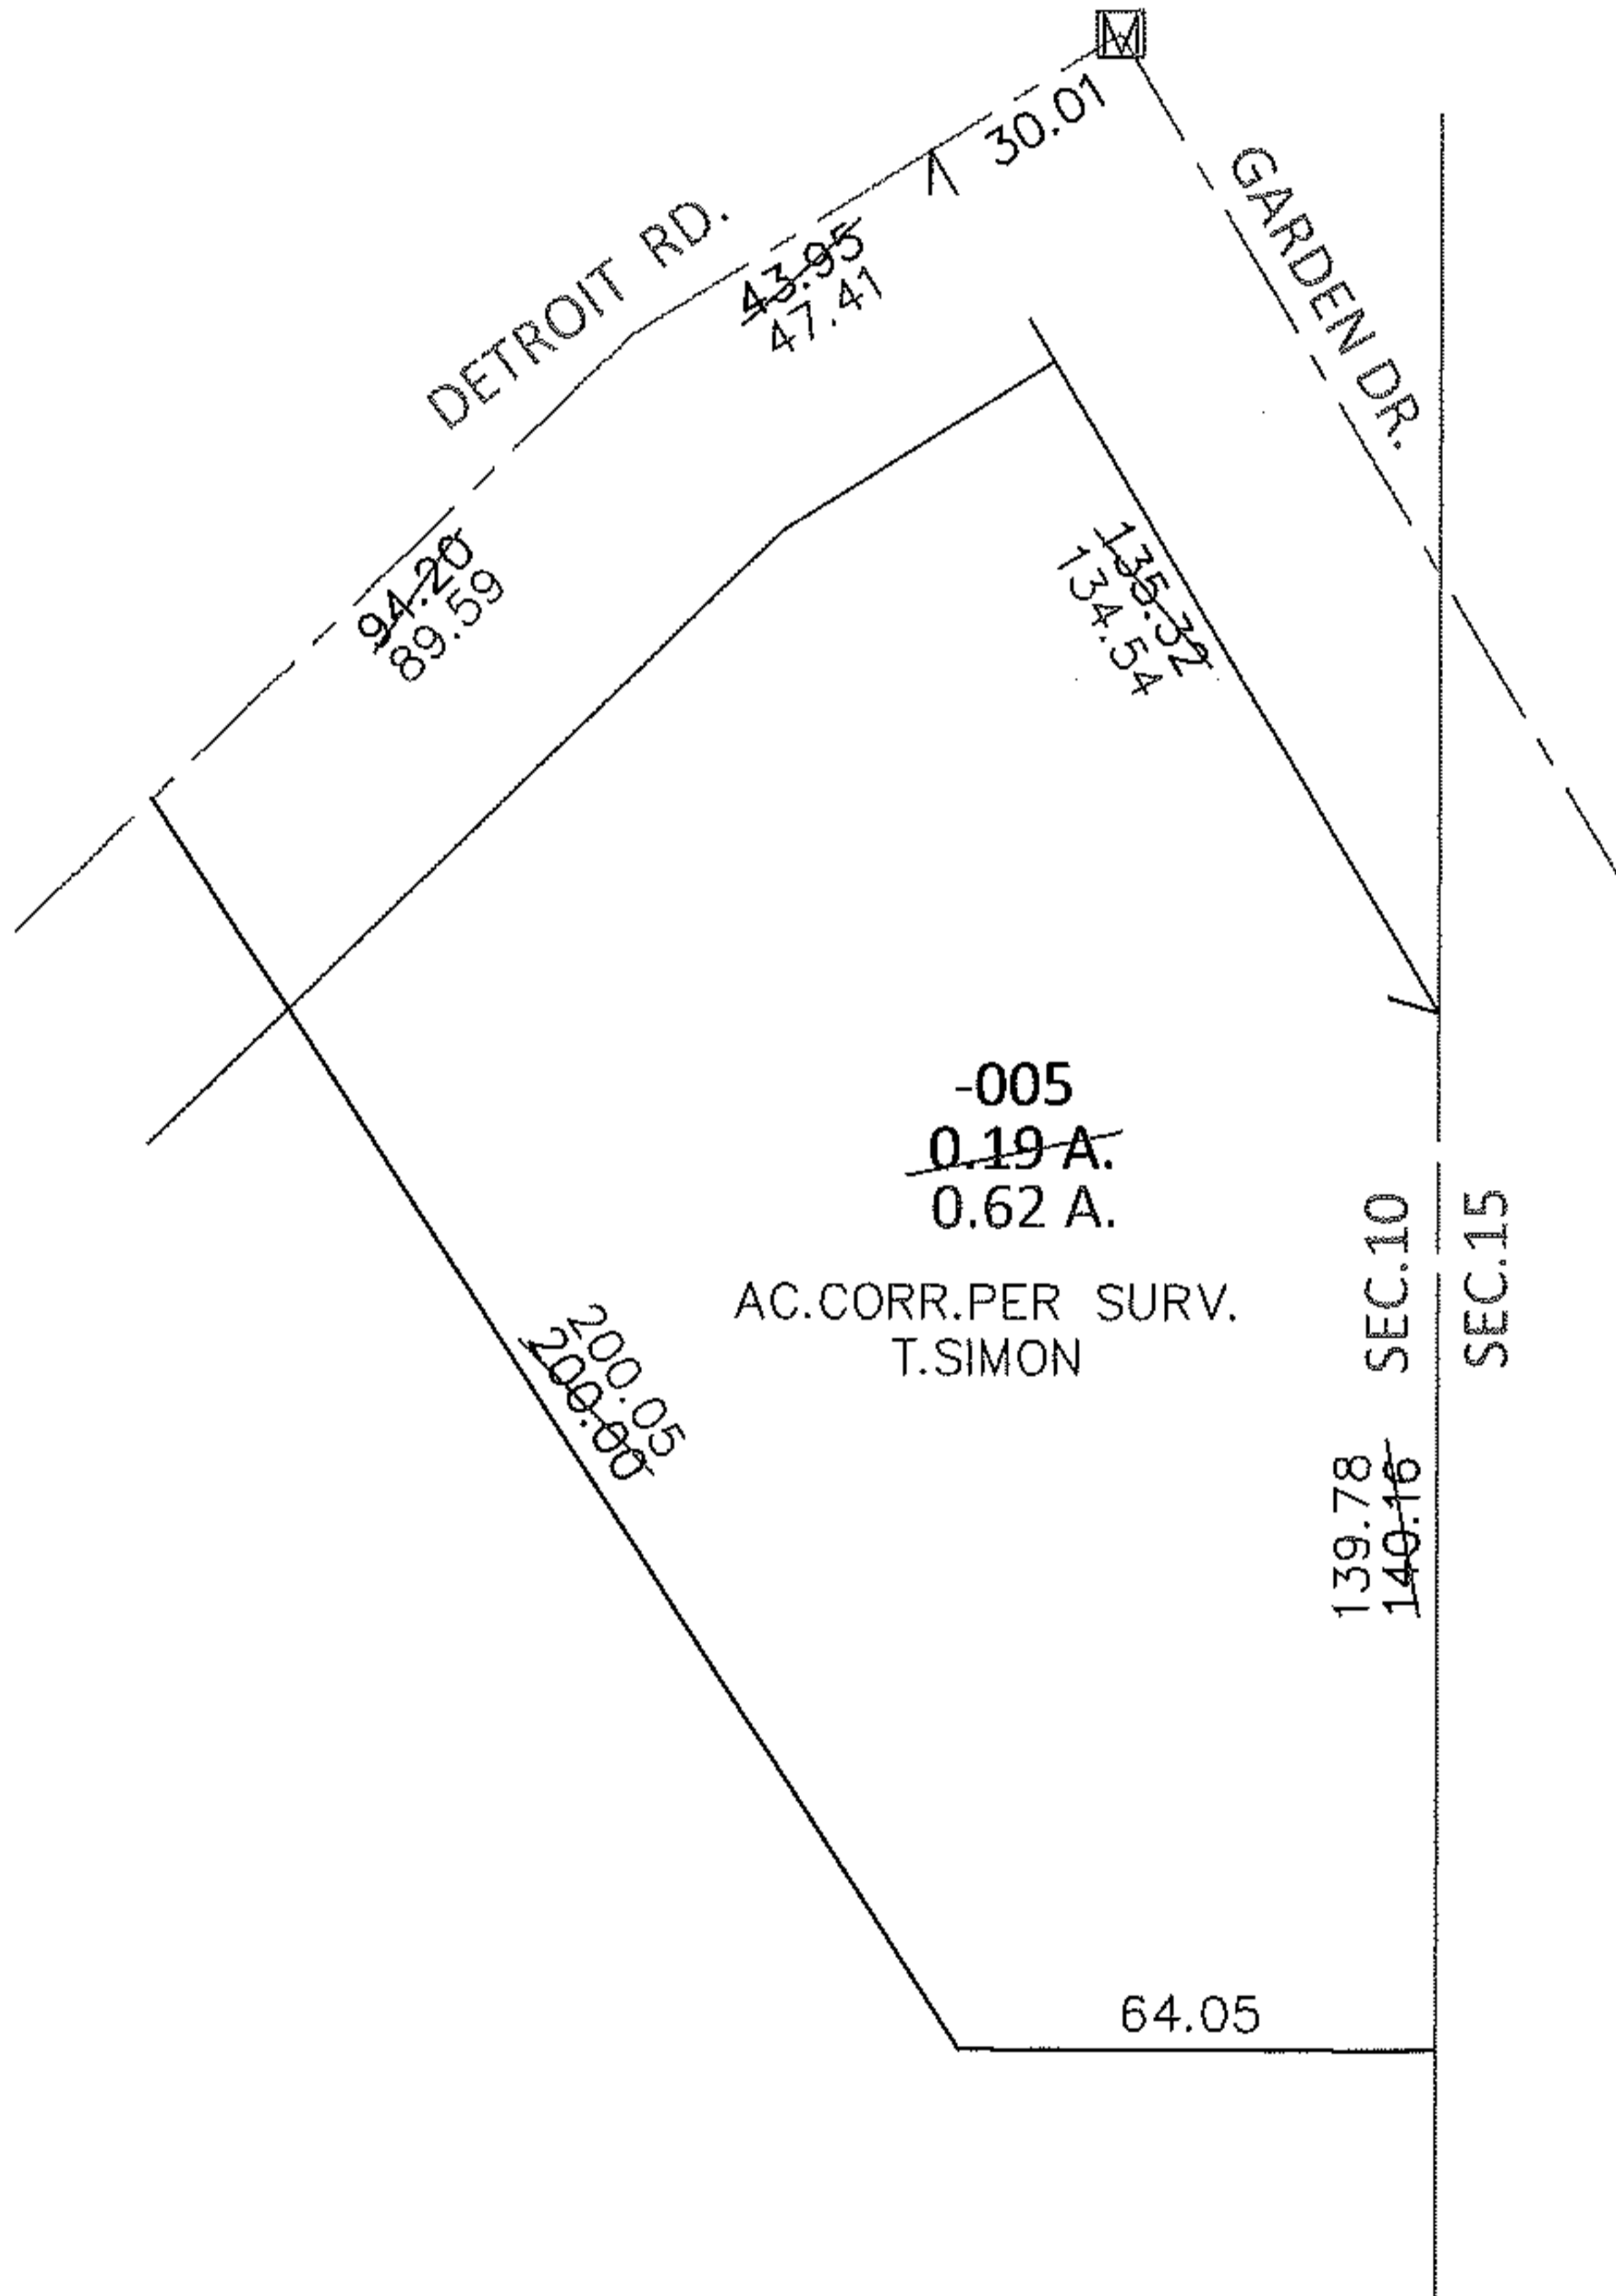 30.01
GARDEN DR.
DETROIT RD.
43.95
47.41
94.20
89.59
135.32
134.54
-005
0.19 A.
0.62 A.
AC.CORR.PER SURV.
T.SIMON
SEC.10
SEC.15
200.05
200.00
139.78
140.16
64.05